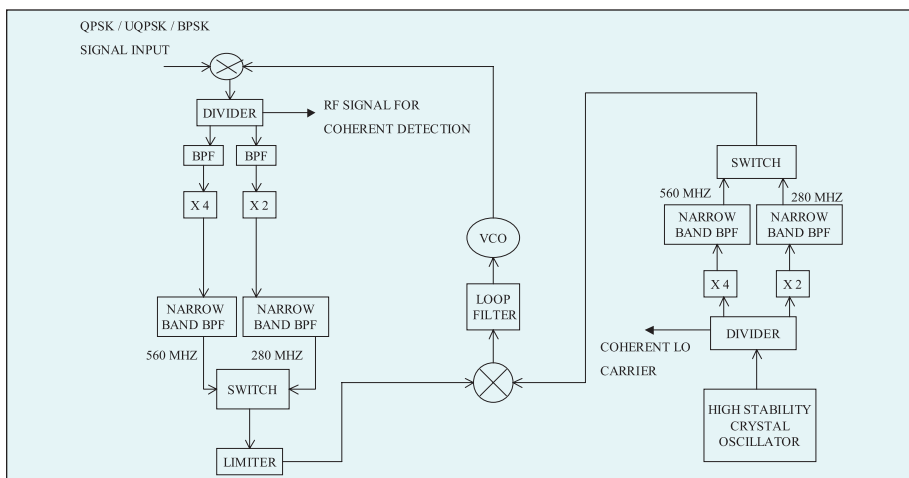 QPSK / UQPSK / BPSK
SIGNAL INPUT
DIVIDER
RF SIGNAL FOR
COHERENT DETECTION
BPF
BPF
X 4
X 2
NARROW
BAND BPF
NARROW
BAND BPF
560 MHZ
280 MHZ
SWITCH
LIMITER
VCO
LOOP
FILTER
SWITCH
560 MHZ
280 MHZ
NARROW
BAND BPF
NARROW
BAND BPF
X 4
X 2
DIVIDER
COHERENT LO
CARRIER
HIGH STABILITY
CRYSTAL
OSCILLATOR